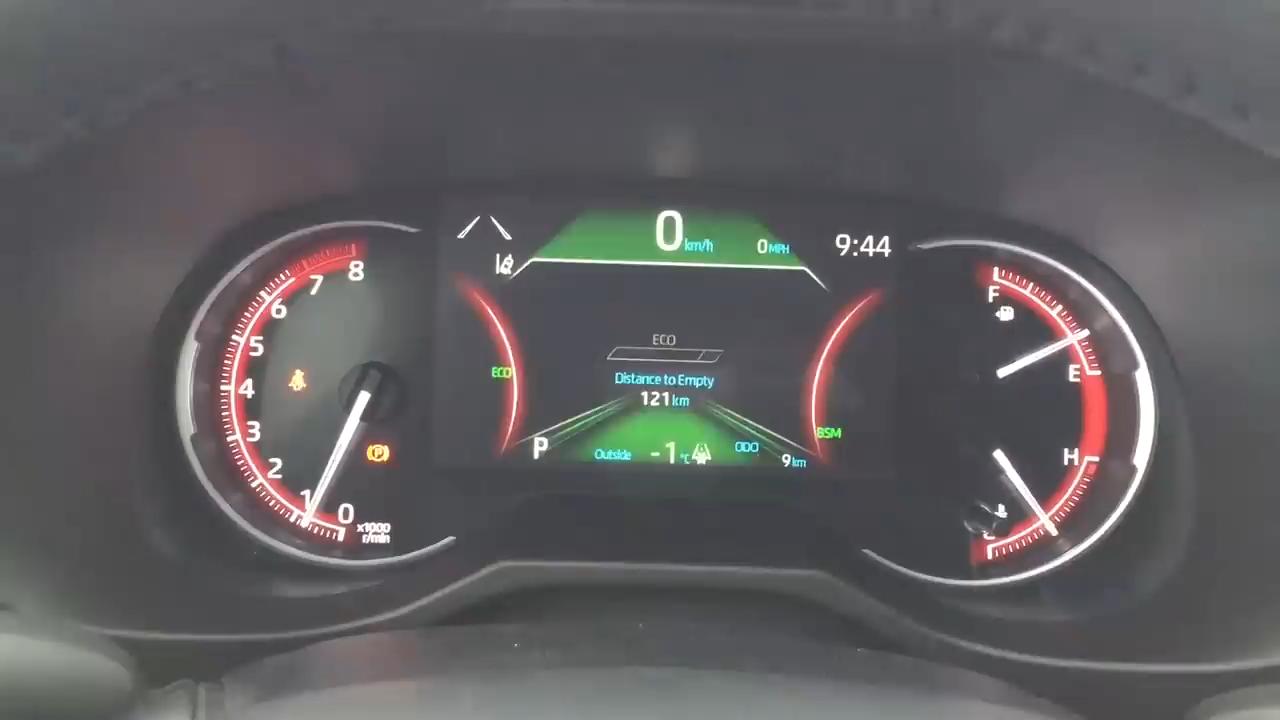 0 km/h 0 MPH
9:44
8
7
6
5
4
3
2
1
0
x1000
r/min
ECO
ECO
Distance to Empty
121 km
P
Outside -1 °C
ODO
9 km
BSM
F
E
H
(P)